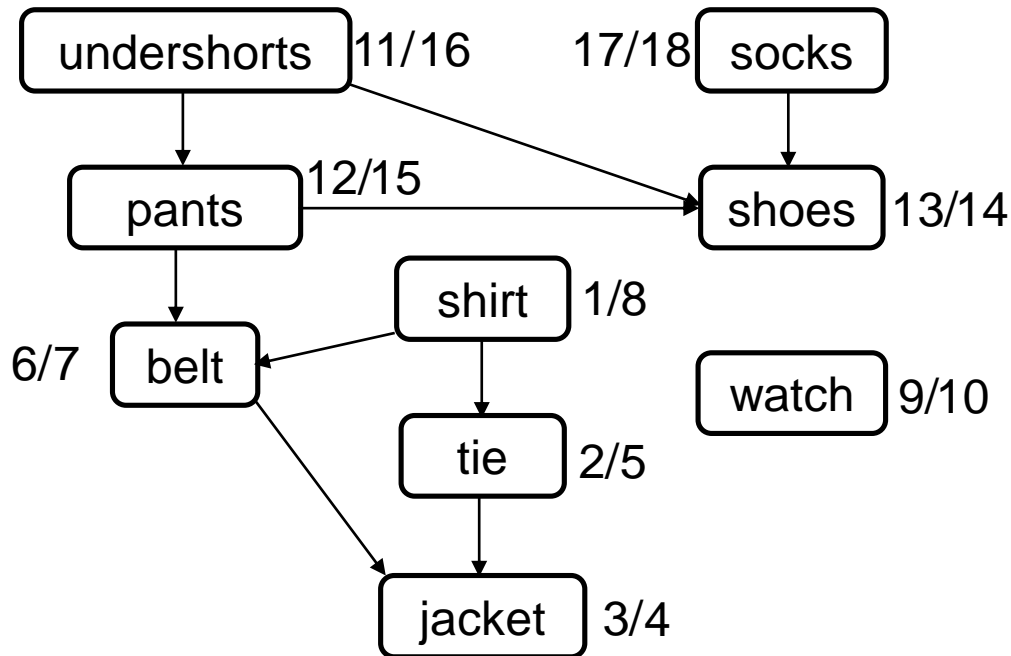 undershorts 11/16 17/18 socks
12/15
pants shoes 13/14
shirt 1/8
6/7 belt
watch 9/10
tie 2/5
jacket 3/4